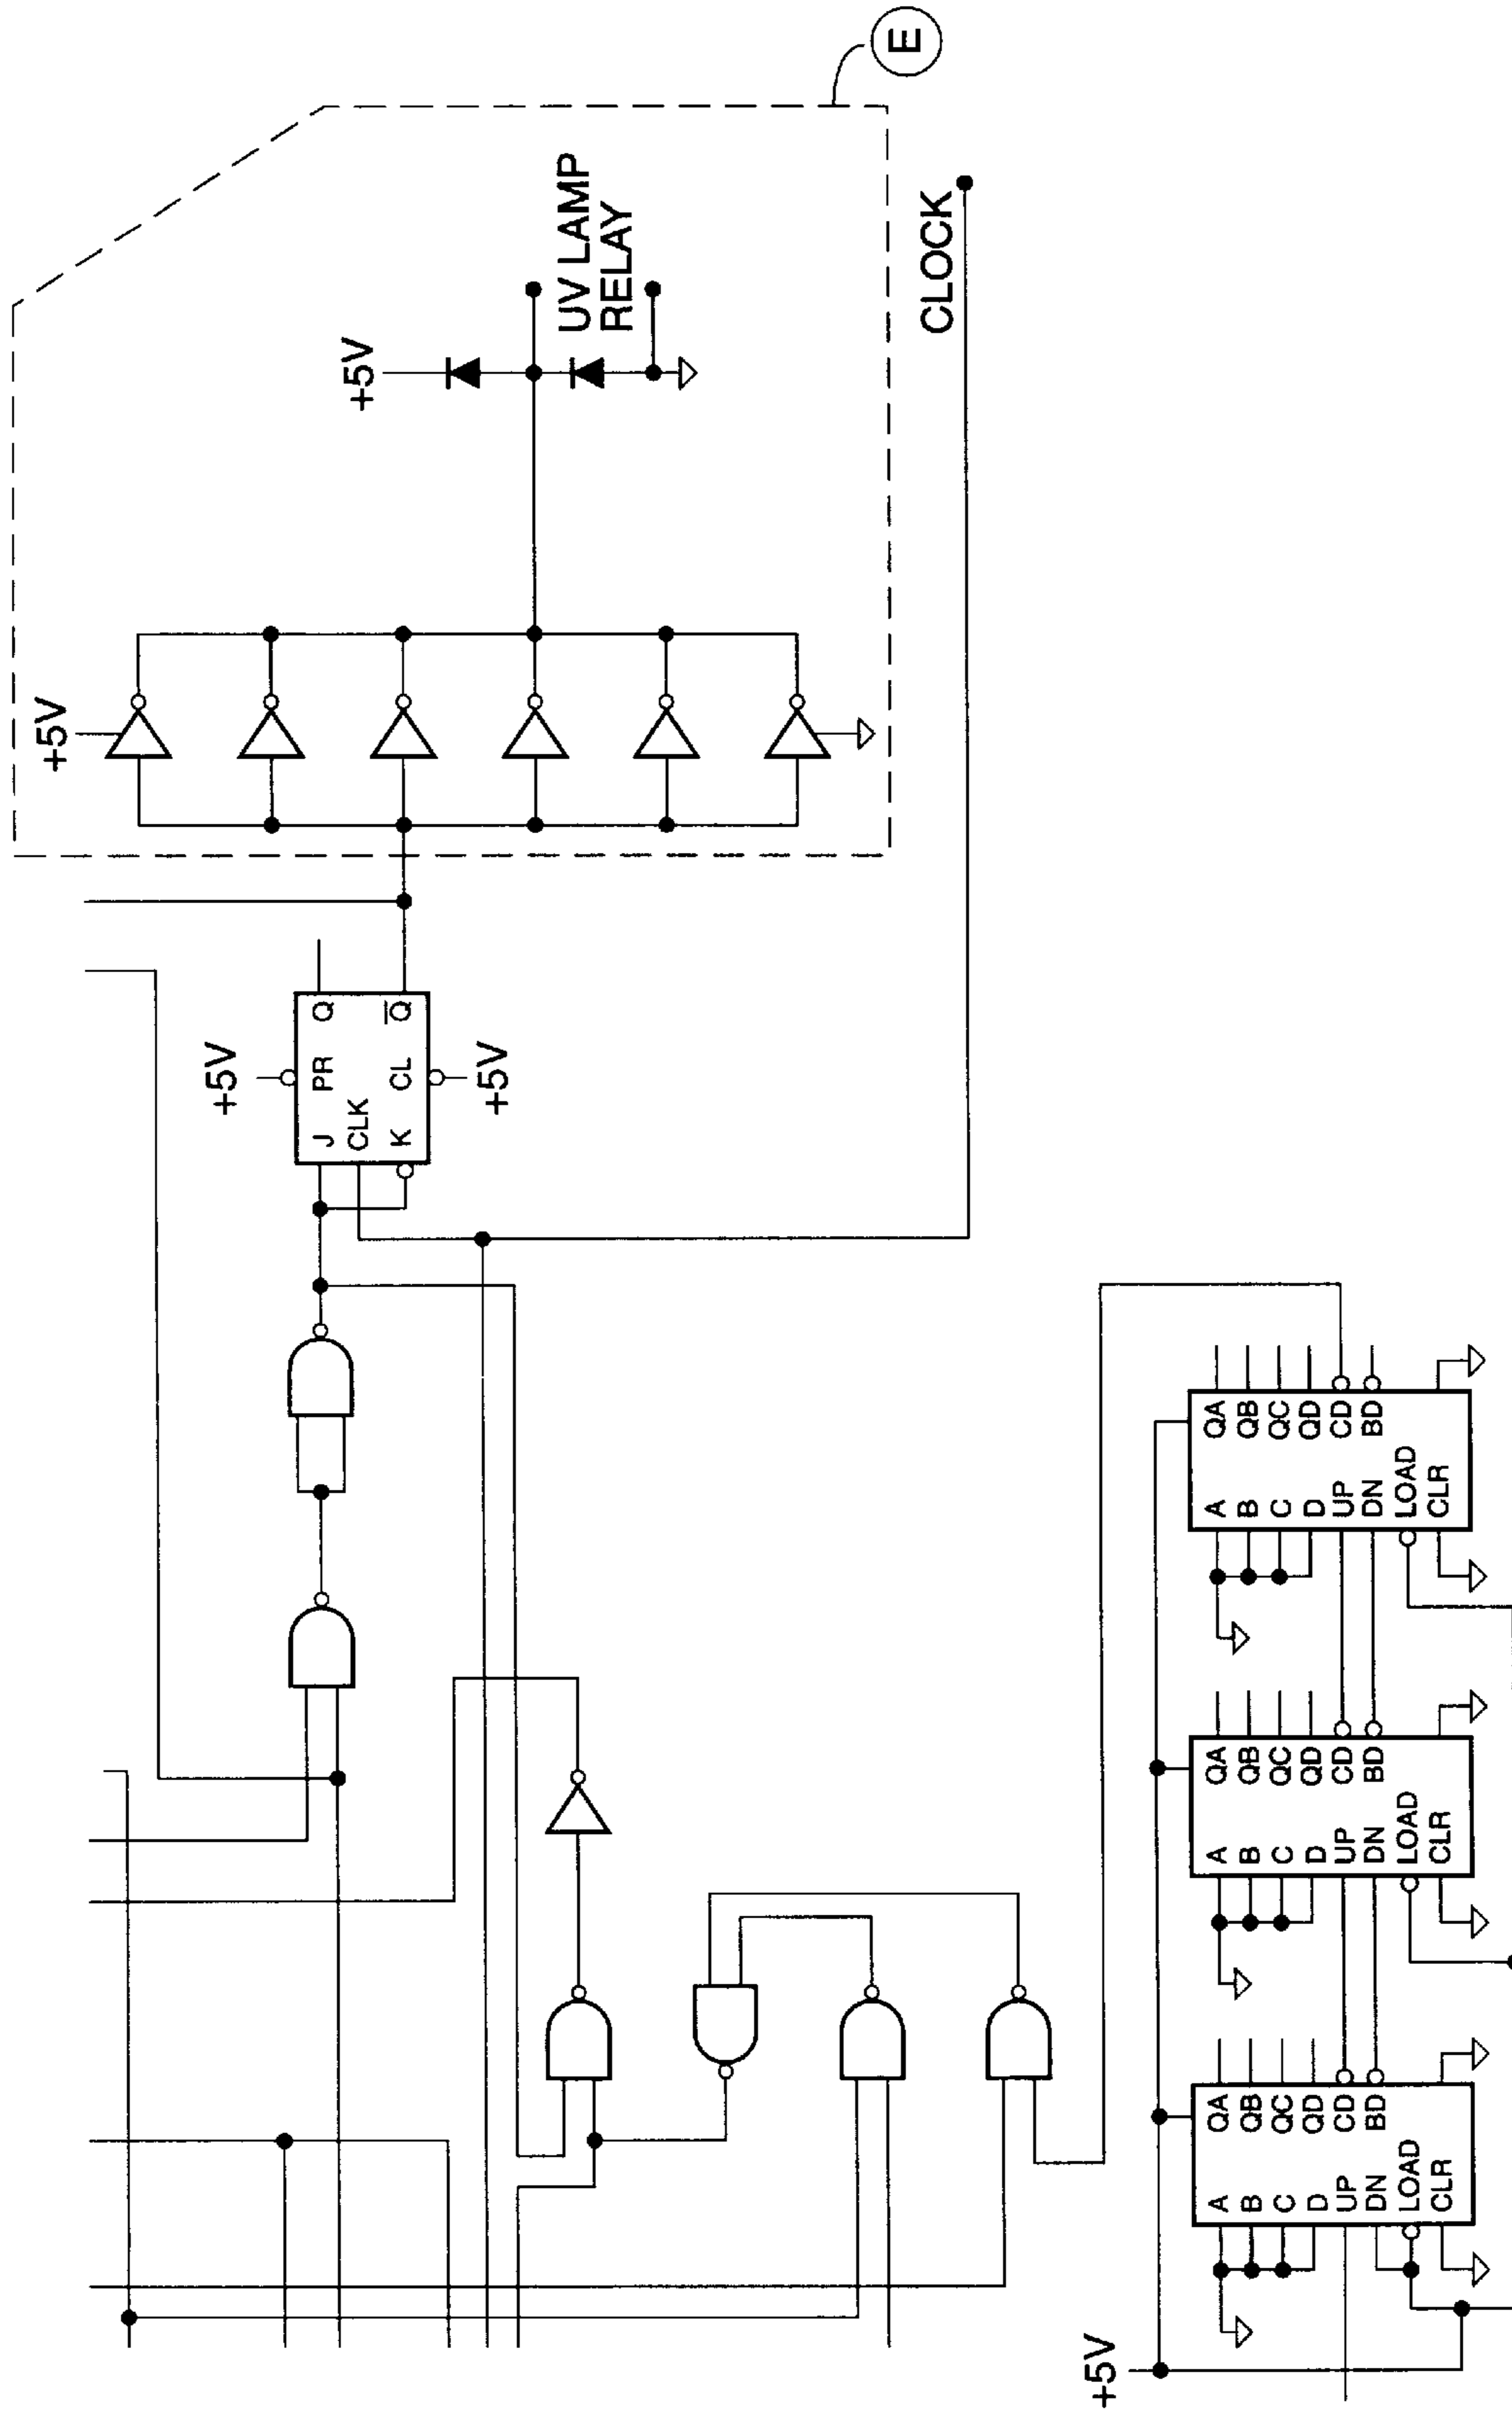 E
+5V
UV LAMP
RELAY
CLOCK
+5V
+5V
J PR Q
CLK
K CL Q
+5V
A QA
B QB
C QC
D QD
UP CD
DN BD
LOAD
CLR
A QA
B QB
C QC
D QD
UP CD
DN BD
LOAD
CLR
A QA
B QB
C QC
D QD
UP CD
DN BD
LOAD
CLR
+5V